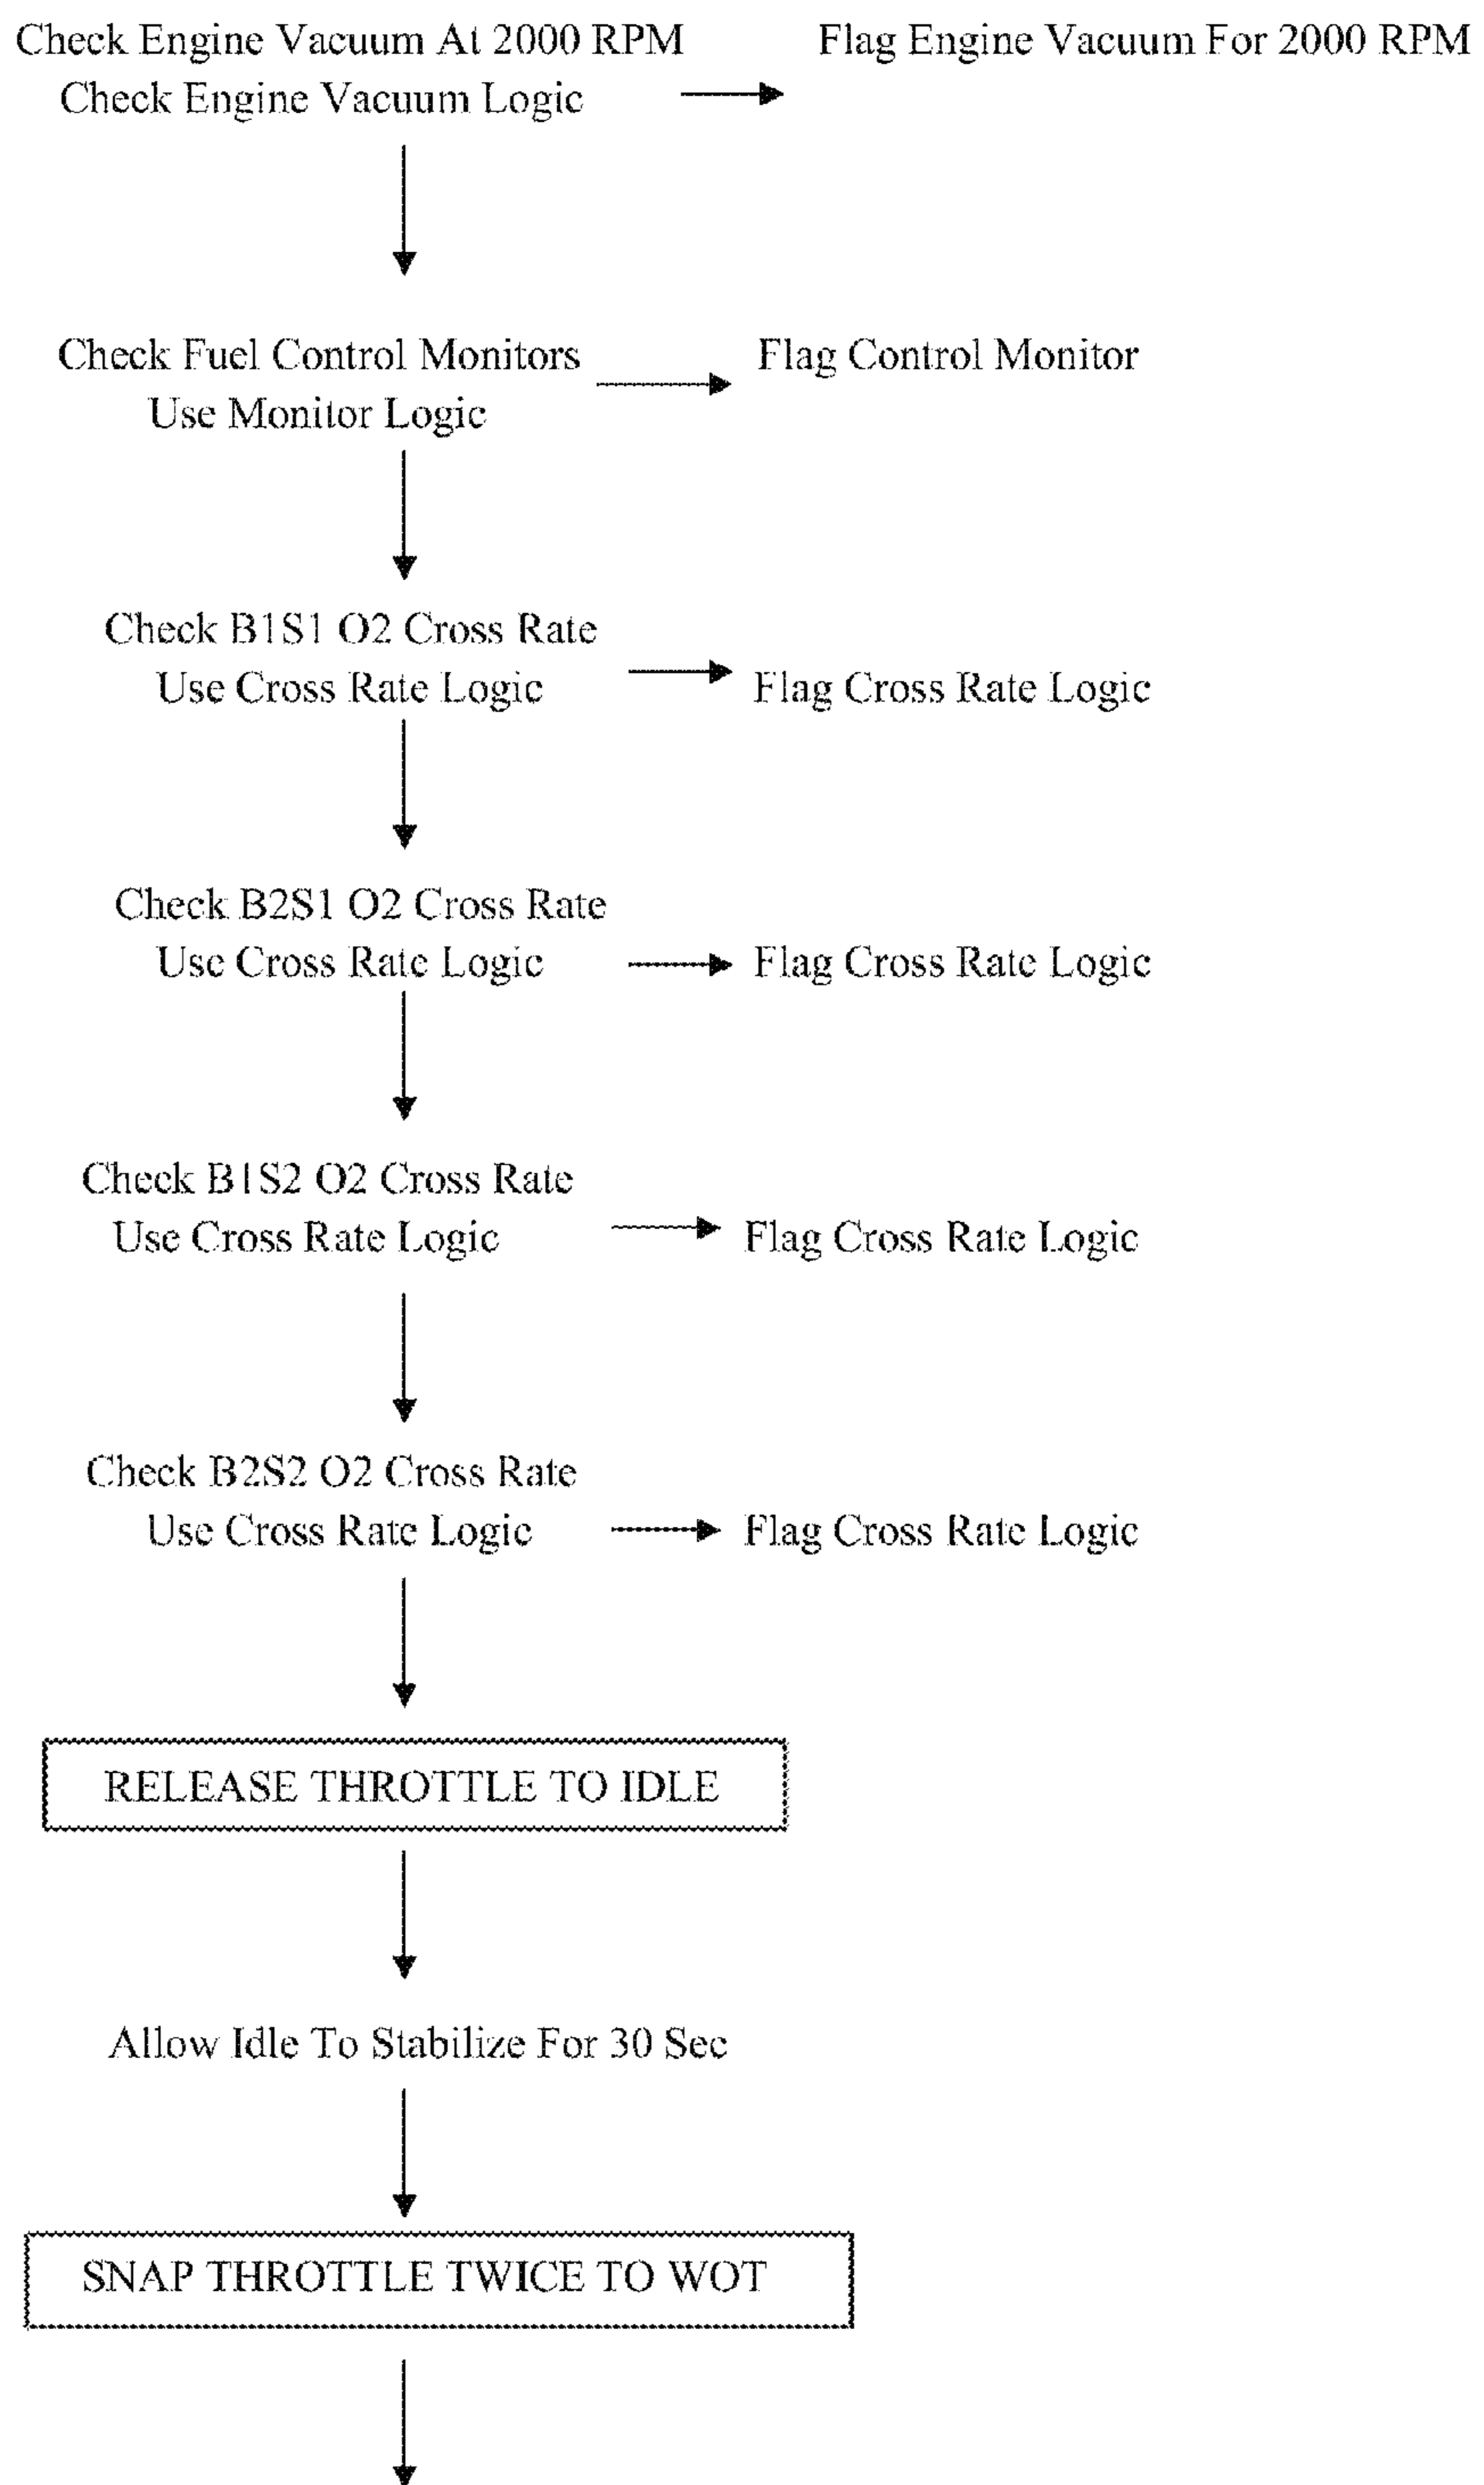 Check Engine Vacuum At 2000 RPM
Flag Engine Vacuum For 2000 RPM
Check Engine Vacuum Logic
Check Fuel Control Monitors
Flag Control Monitor
Use Monitor Logic
Check B1S1 O2 Cross Rate
Use Cross Rate Logic
Flag Cross Rate Logic
Check B2S1 O2 Cross Rate
Use Cross Rate Logic
Flag Cross Rate Logic
Check B1S2 O2 Cross Rate
Use Cross Rate Logic
Flag Cross Rate Logic
Check B2S2 O2 Cross Rate
Use Cross Rate Logic
Flag Cross Rate Logic
RELEASE THROTTLE TO IDLE
Allow Idle To Stabilize For 30 Sec
SNAP THROTTLE TWICE TO WOT